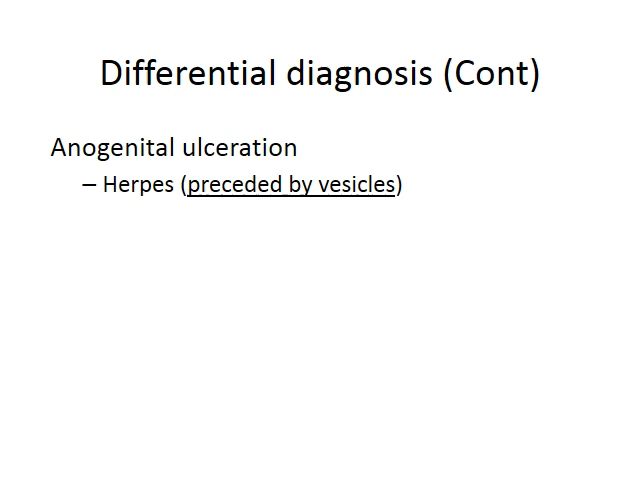 Differential diagnosis (Cont)
Anogenital ulceration
– Herpes (preceded by vesicles)